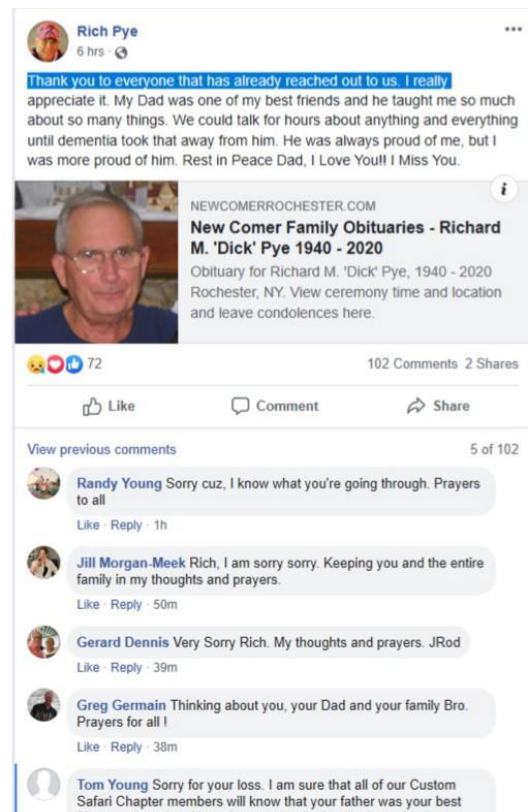 Rich Pye
6 hrs ·
Thank you to everyone that has already reached out to us. I really
appreciate it. My Dad was one of my best friends and he taught me so much
about so many things. We could talk for hours about anything and everything
until dementia took that away from him. He was always proud of me, but I
was more proud of him. Rest in Peace Dad, I Love You!! I Miss You.
NEWCOMERROCHESTER.COM
New Comer Family Obituaries - Richard
M. 'Dick' Pye 1940 - 2020
Obituary for Richard M. 'Dick' Pye, 1940 - 2020
Rochester, NY. View ceremony time and location
and leave condolences here.
72
102 Comments 2 Shares
Like Comment Share
View previous comments 5 of 102
Randy Young Sorry cuz, I know what you're going through. Prayers
to all
Like · Reply · 1h
Jill Morgan-Meek Rich, I am sorry sorry. Keeping you and the entire
family in my thoughts and prayers.
Like · Reply · 50m
Gerard Dennis Very Sorry Rich. My thoughts and prayers. JRod
Like · Reply · 39m
Greg Germain Thinking about you, your Dad and your family Bro.
Prayers for all !
Like · Reply · 38m
Tom Young Sorry for your loss. I am sure that all of our Custom
Safari Chapter members will know that your father was your best